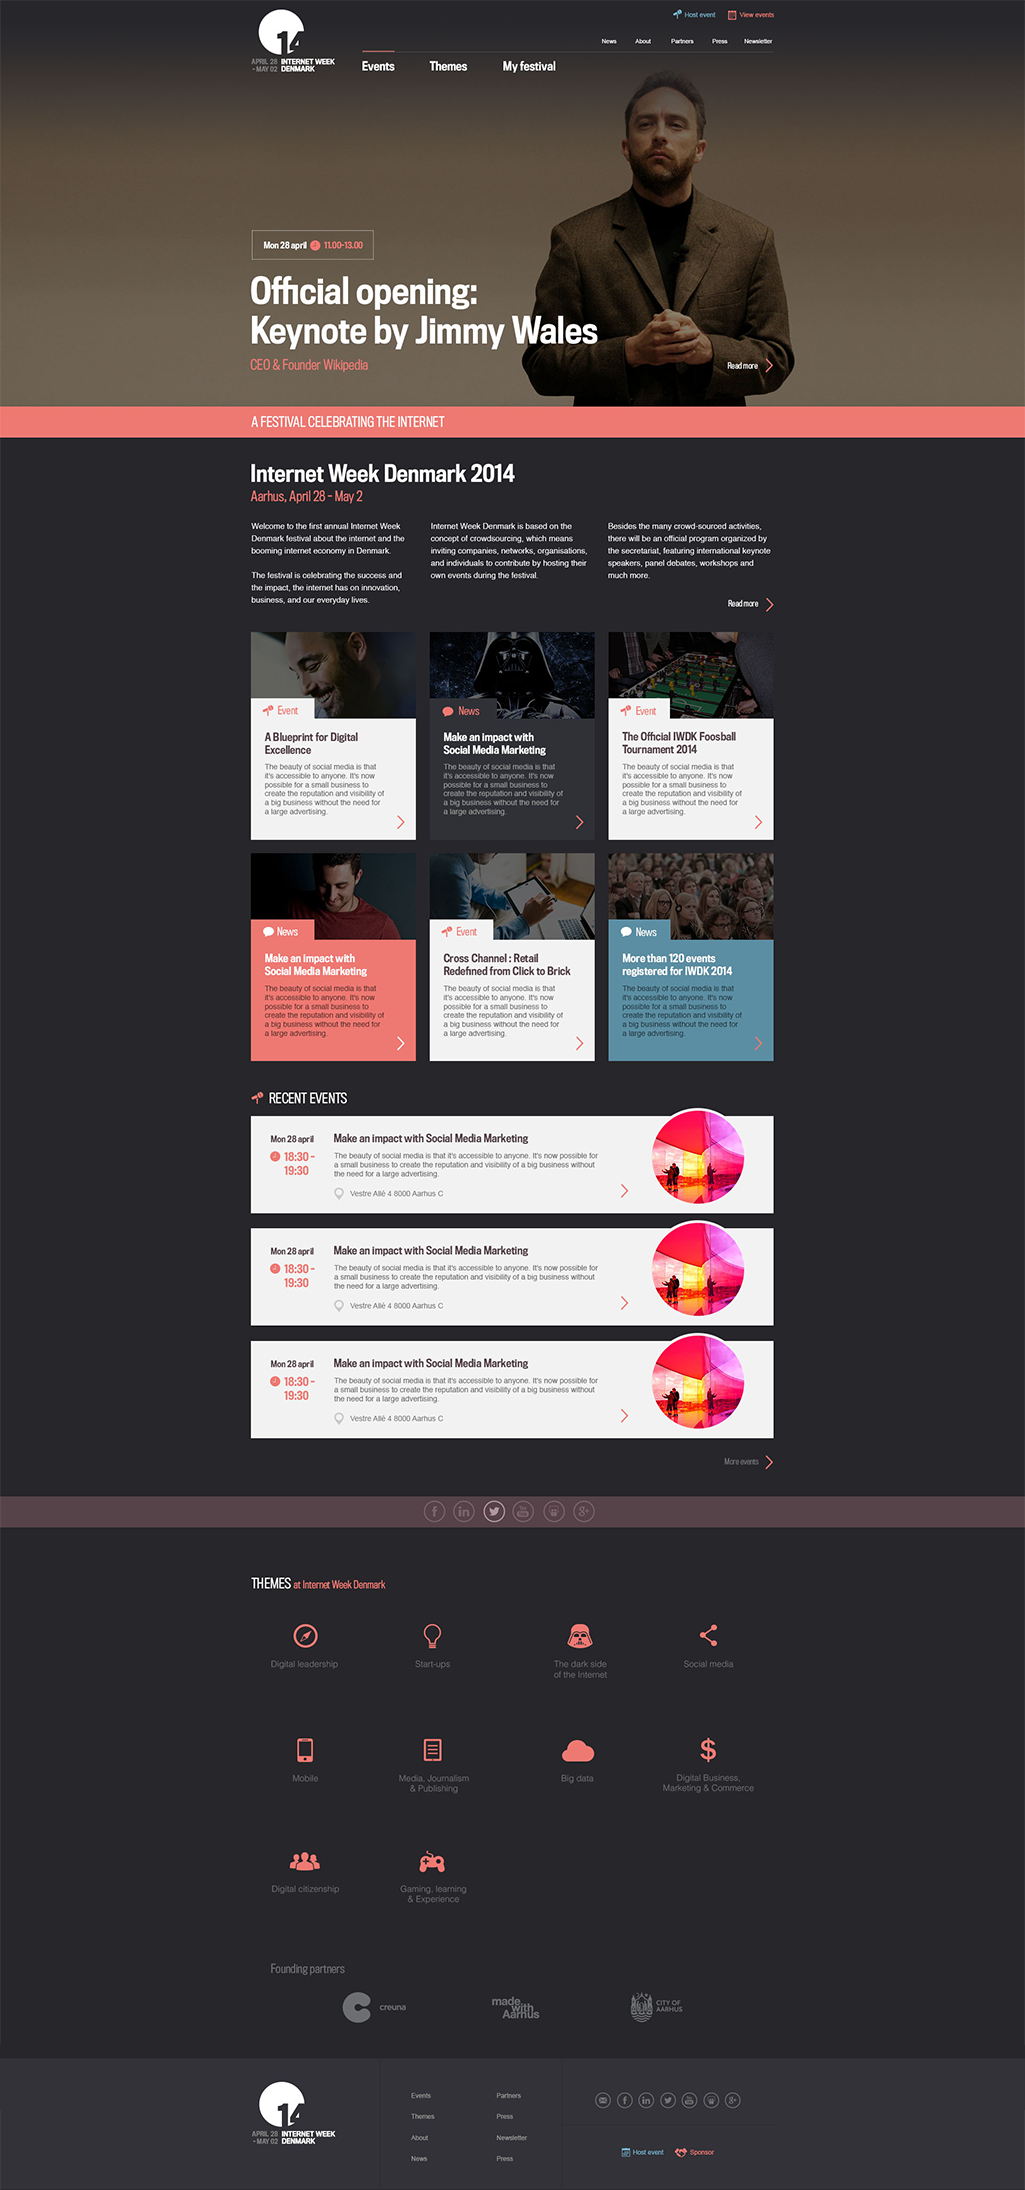 Host event
View events
News
About
Partners
Press
Newsletter
14
APRIL 28
- MAY 02
INTERNET WEEK
DENMARK
Events
Themes
My festival
Mon 28 april 11.00-13.00
Official opening:
Keynote by Jimmy Wales
CEO & Founder Wikipedia
Read more
A FESTIVAL CELEBRATING THE INTERNET
Internet Week Denmark 2014
Aarhus, April 28 - May 2
Welcome to the first annual Internet Week
Denmark festival about the internet and the
booming internet economy in Denmark.
The festival is celebrating the success and
the impact, the internet has on innovation,
business, and our everyday lives.
Internet Week Denmark is based on the
concept of crowdsourcing, which means
inviting companies, networks, organisations,
and individuals to contribute by hosting their
own events during the festival.
Besides the many crowd-sourced activities,
there will be an official program organized by
the secretariat, featuring international keynote
speakers, panel debates, workshops and
much more.
Read more
Event
A Blueprint for Digital
Excellence
The beauty of social media is that
it's accessible to anyone. It's now
possible for a small business to
create the reputation and visibility of
a big business without the need for
a large advertising.
News
Make an impact with
Social Media Marketing
The beauty of social media is that
it's accessible to anyone. It's now
possible for a small business to
create the reputation and visibility of
a big business without the need for
a large advertising.
Event
The Official IWDK Foosball
Tournament 2014
The beauty of social media is that
it's accessible to anyone. It's now
possible for a small business to
create the reputation and visibility of
a big business without the need for
a large advertising.
News
Make an impact with
Social Media Marketing
The beauty of social media is that
it's accessible to anyone. It's now
possible for a small business to
create the reputation and visibility of
a big business without the need for
a large advertising.
Event
Cross Channel : Retail
Redefined from Click to Brick
The beauty of social media is that
it's accessible to anyone. It's now
possible for a small business to
create the reputation and visibility of
a big business without the need for
a large advertising.
News
More than 120 events
registered for IWDK 2014
The beauty of social media is that
it's accessible to anyone. It's now
possible for a small business to
create the reputation and visibility of
a big business without the need for
a large advertising.
RECENT EVENTS
Mon 28 april
18:30 -
19:30
Make an impact with Social Media Marketing
The beauty of social media is that it's accessible to anyone. It's now possible for
a small business to create the reputation and visibility of a big business without
the need for a large advertising.
Vestre Allé 4 8000 Aarhus C
Mon 28 april
18:30 -
19:30
Make an impact with Social Media Marketing
The beauty of social media is that it's accessible to anyone. It's now possible for
a small business to create the reputation and visibility of a big business without
the need for a large advertising.
Vestre Allé 4 8000 Aarhus C
Mon 28 april
18:30 -
19:30
Make an impact with Social Media Marketing
The beauty of social media is that it's accessible to anyone. It's now possible for
a small business to create the reputation and visibility of a big business without
the need for a large advertising.
Vestre Allé 4 8000 Aarhus C
More events
f
in
You
Tube
g+
THEMES at Internet Week Denmark
Digital leadership
Start-ups
The dark side
of the Internet
Social media
Mobile
Media, Journalism
& Publishing
Big data
$
Digital Business,
Marketing & Commerce
Digital citizenship
Gaming, learning
& Experience
Founding partners
creuna
made
with
Aarhus
CITY OF
AARHUS
14
APRIL 28
- MAY 02
INTERNET WEEK
DENMARK
Events
Themes
About
News
Partners
Press
Newsletter
Press
f
in
You
Tube
g+
Host event
Sponsor